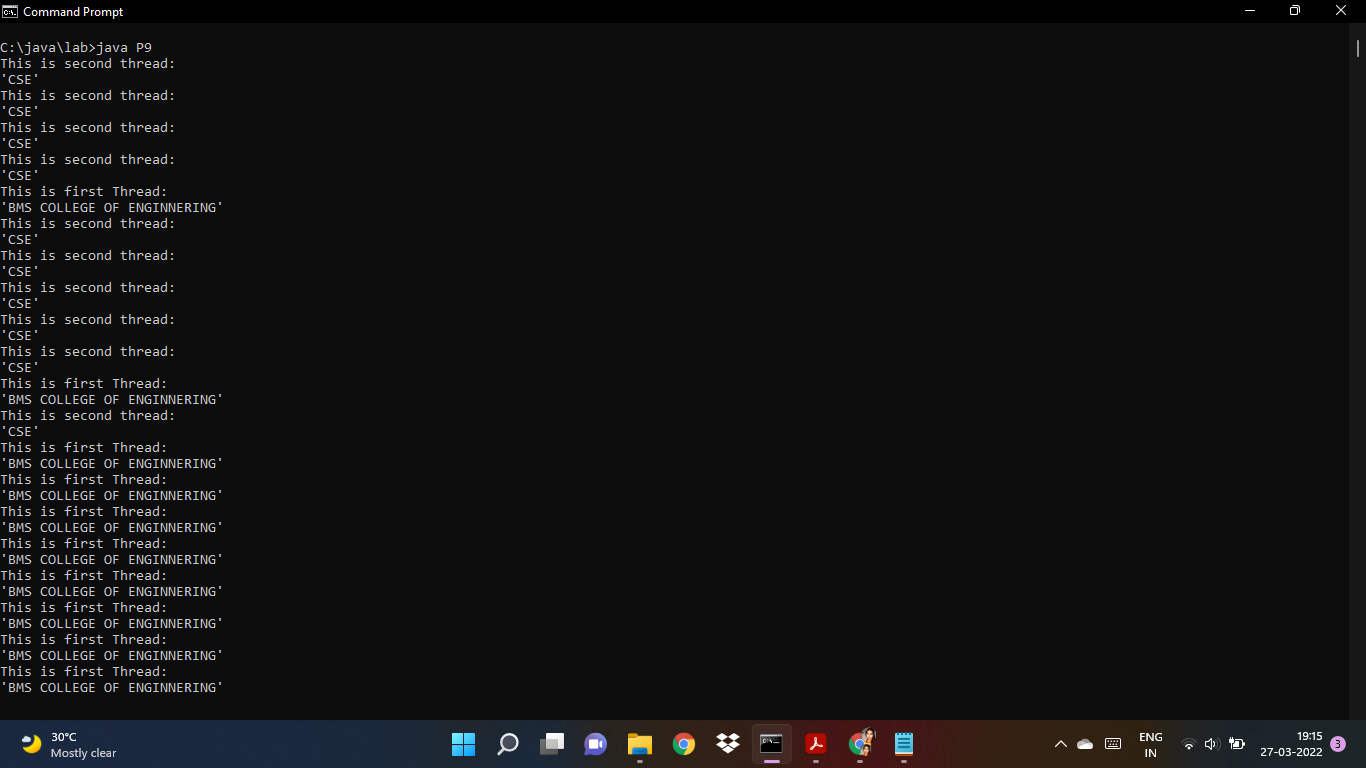 Command Prompt
C:\java\lab>java P9
This is second thread:
'CSE'
This is second thread:
'CSE'
This is second thread:
'CSE'
This is second thread:
'CSE'
This is first Thread:
'BMS COLLEGE OF ENGINNERING'
This is second thread:
'CSE'
This is second thread:
'CSE'
This is second thread:
'CSE'
This is second thread:
'CSE'
This is second thread:
'CSE'
This is first Thread:
'BMS COLLEGE OF ENGINNERING'
This is second thread:
'CSE'
This is first Thread:
'BMS COLLEGE OF ENGINNERING'
This is first Thread:
'BMS COLLEGE OF ENGINNERING'
This is first Thread:
'BMS COLLEGE OF ENGINNERING'
This is first Thread:
'BMS COLLEGE OF ENGINNERING'
This is first Thread:
'BMS COLLEGE OF ENGINNERING'
This is first Thread:
'BMS COLLEGE OF ENGINNERING'
This is first Thread:
'BMS COLLEGE OF ENGINNERING'
This is first Thread:
'BMS COLLEGE OF ENGINNERING'
30°C
Mostly clear
ENG
IN
19:15
27-03-2022
3